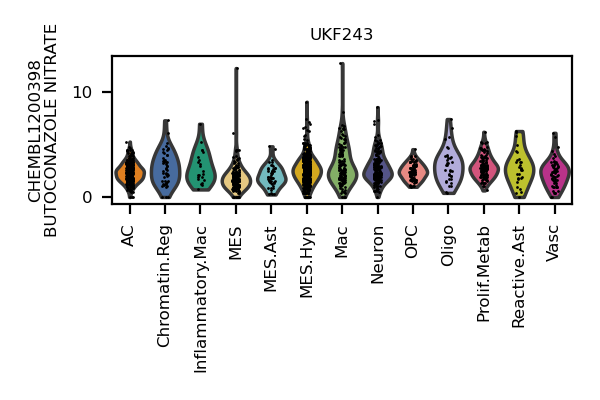 UKF243
CHEMBL1200398
BUTOCONAZOLE NITRATE
10
0
AC
Chromatin.Reg
Inflammatory.Mac
MES
MES.Ast
MES.Hyp
Mac
Neuron
OPC
Oligo
Prolif.Metab
Reactive.Ast
Vasc